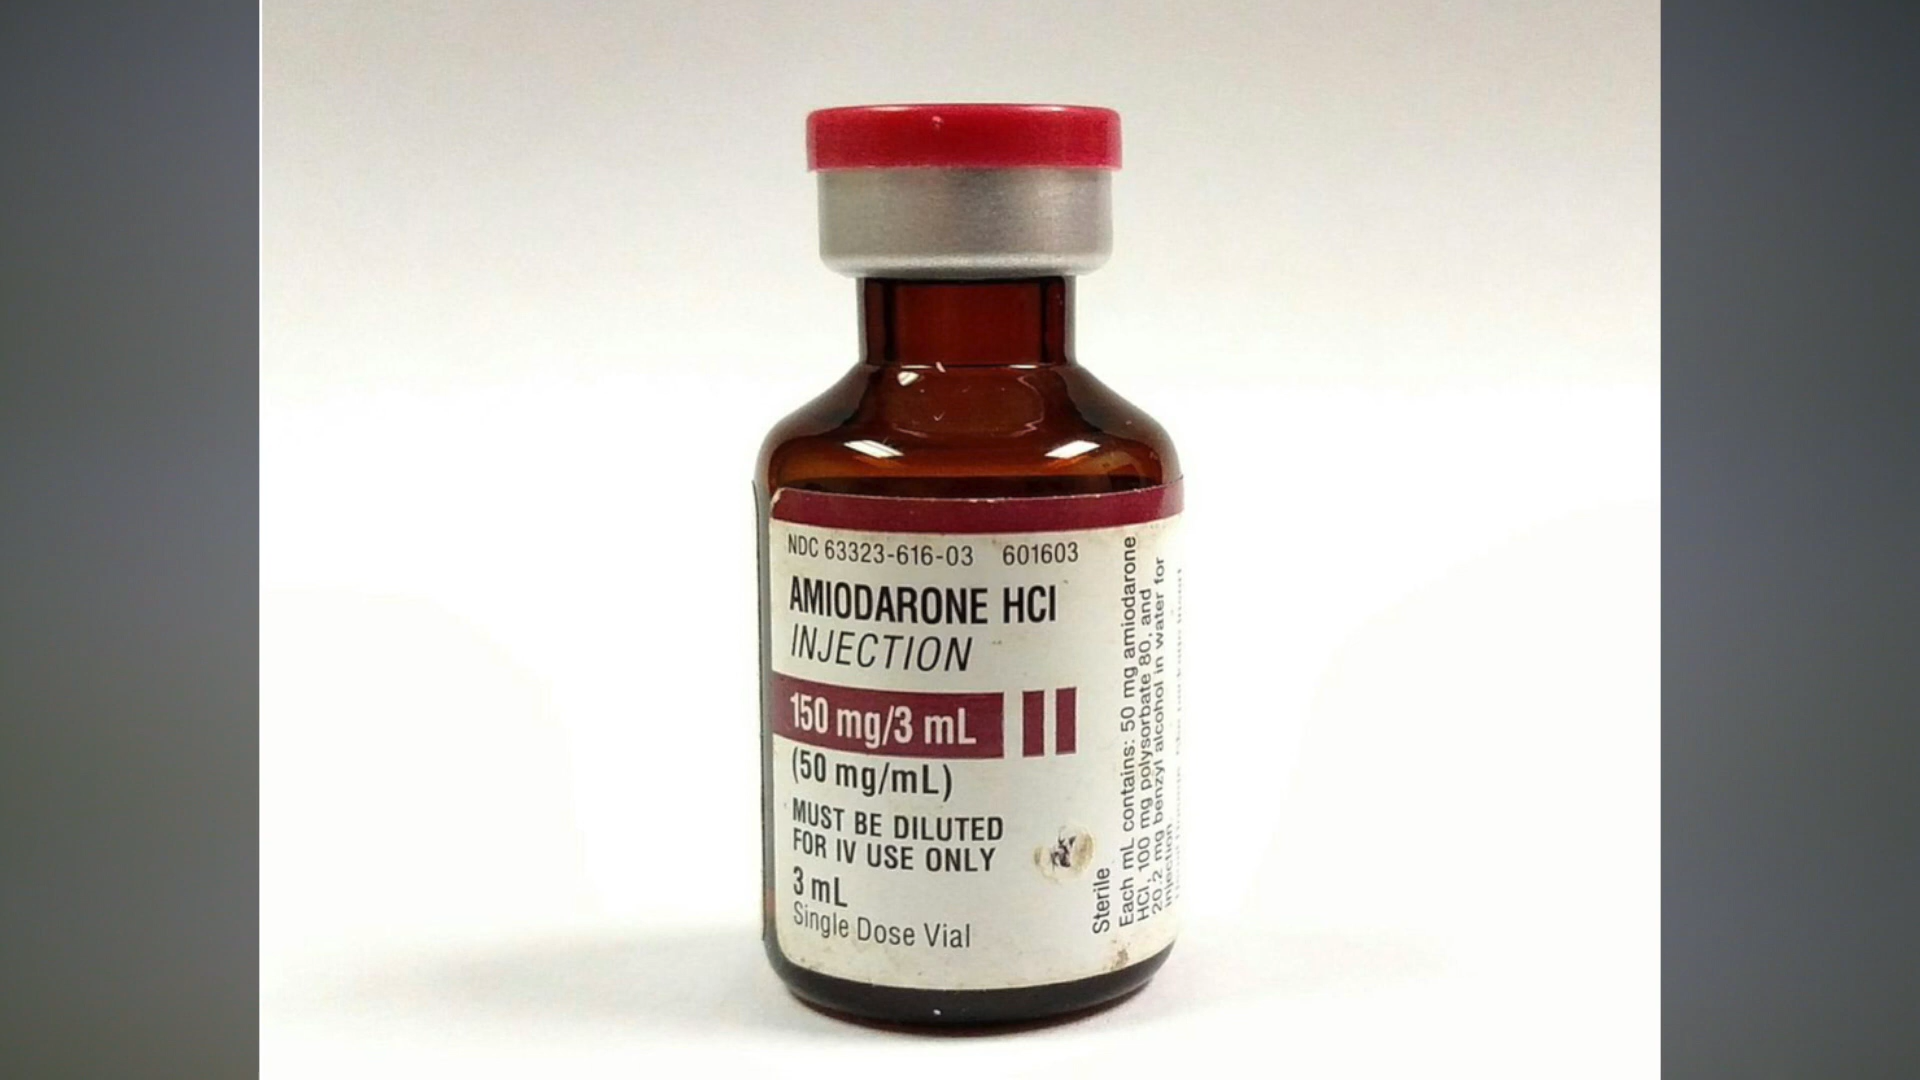 NDC 63323-616-03 601603
AMIODARONE HCl
INJECTION
150 mg/3 mL
(50 mg/mL)
MUST BE DILUTED
FOR IV USE ONLY
3 mL
Single Dose Vial
Sterile
Each mL contains: 50 mg amiodarone
HCl, 100 mg polysorbate 80, and
20.2 mg benzyl alcohol in water for
injection.